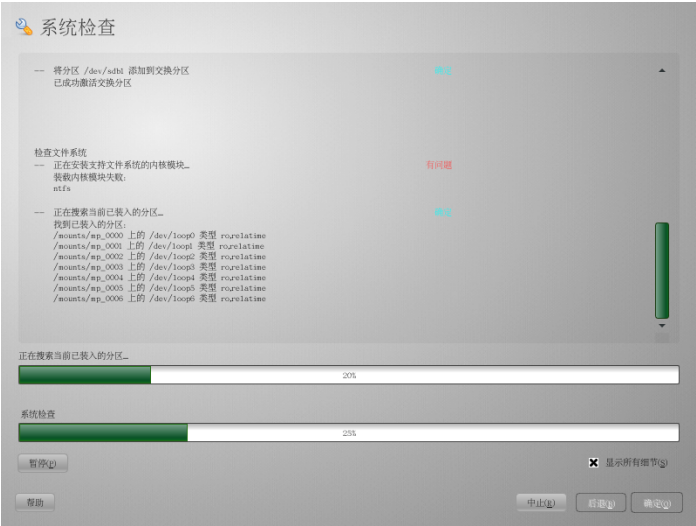 系统检查
-- 将分区 /dev/sdb1 添加到交换分区
已成功激活交换分区
检查文件系统
-- 正在安装支持文件系统的内核模块...
有问题
装载内核模块失败:
ntfs
-- 正在搜索当前已装入的分区...
找到已装入的分区:
/mounts/mp_0000 上的 /dev/loop0 类型 ro,relatime
/mounts/mp_0001 上的 /dev/loop1 类型 ro,relatime
/mounts/mp_0002 上的 /dev/loop2 类型 ro,relatime
/mounts/mp_0003 上的 /dev/loop3 类型 ro,relatime
/mounts/mp_0004 上的 /dev/loop4 类型 ro,relatime
/mounts/mp_0005 上的 /dev/loop5 类型 ro,relatime
/mounts/mp_0006 上的 /dev/loop6 类型 ro,relatime
正在搜索当前已装入的分区...
20%
系统检查
25%
暂停(P)
显示所有细节(S)
帮助
中止(R)
后退(B)
确定(O)